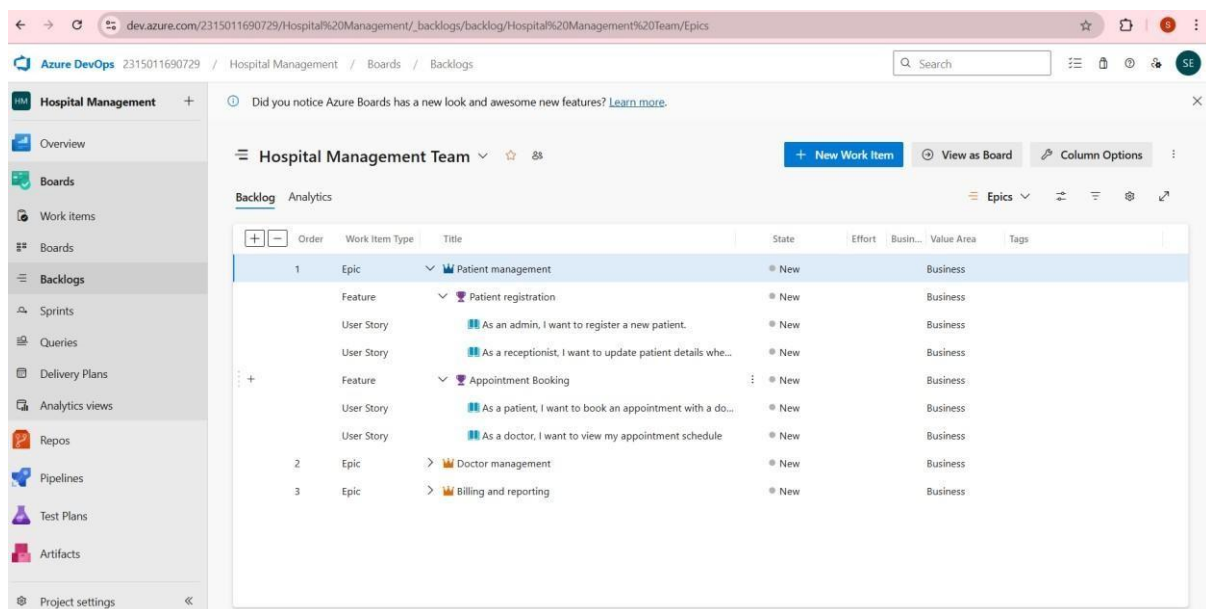 dev.azure.com/2315011690729/Hospital%20Management/_backlogs/backlog/Hospital%20Management%20Team/Epics
S
Azure DevOps 2315011690729 / Hospital Management / Boards / Backlogs
Search
SE
HM Hospital Management
Did you notice Azure Boards has a new look and awesome new features? Learn more.
Overview
Hospital Management Team
New Work Item
View as Board
Column Options
Boards
Backlog Analytics
Epics
Work items
Boards
Backlogs
Sprints
Queries
Delivery Plans
Analytics views
Repos
Pipelines
Test Plans
Artifacts
Project settings
Order Work Item Type Title State Effort Busin... Value Area Tags
1 Epic Patient management New Business
Feature Patient registration New Business
User Story As an admin, I want to register a new patient. New Business
User Story As a receptionist, I want to update patient details whe... New Business
Feature Appointment Booking New Business
User Story As a patient, I want to book an appointment with a do... New Business
User Story As a doctor, I want to view my appointment schedule New Business
2 Epic Doctor management New Business
3 Epic Billing and reporting New Business